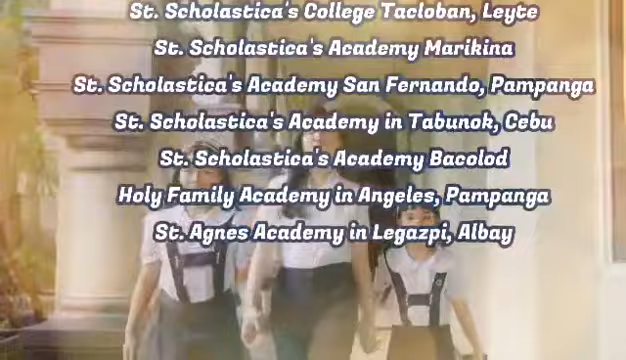 St. Scholastica's College Tacloban, Leyte
St. Scholastica's Academy Marikina
St. Scholastica's Academy San Fernando, Pampanga
St. Scholastica's Academy in Tabunok, Cebu
St. Scholastica's Academy Bacolod
Holy Family Academy in Angeles, Pampanga
St. Agnes Academy in Legazpi, Albay